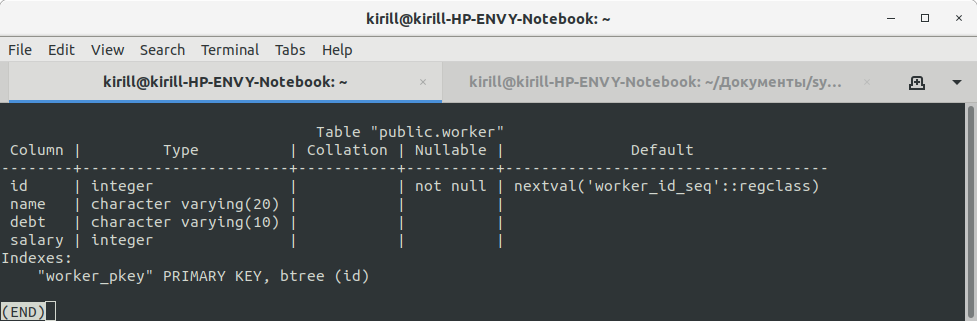 kirill@kirill-HP-ENVY-Notebook: ~
File Edit View Search Terminal Tabs Help
kirill@kirill-HP-ENVY-Notebook: ~ × kirill@kirill-HP-ENVY-Notebook: ~/Документы/sy... ×
Table "public.worker"
Column | Type | Collation | Nullable | Default
--------+-----------------------+-----------+----------+------------------------------------
id | integer | | not null | nextval('worker_id_seq'::regclass)
name | character varying(20) | | |
debt | character varying(10) | | |
salary | integer | | |
Indexes:
"worker_pkey" PRIMARY KEY, btree (id)
(END)